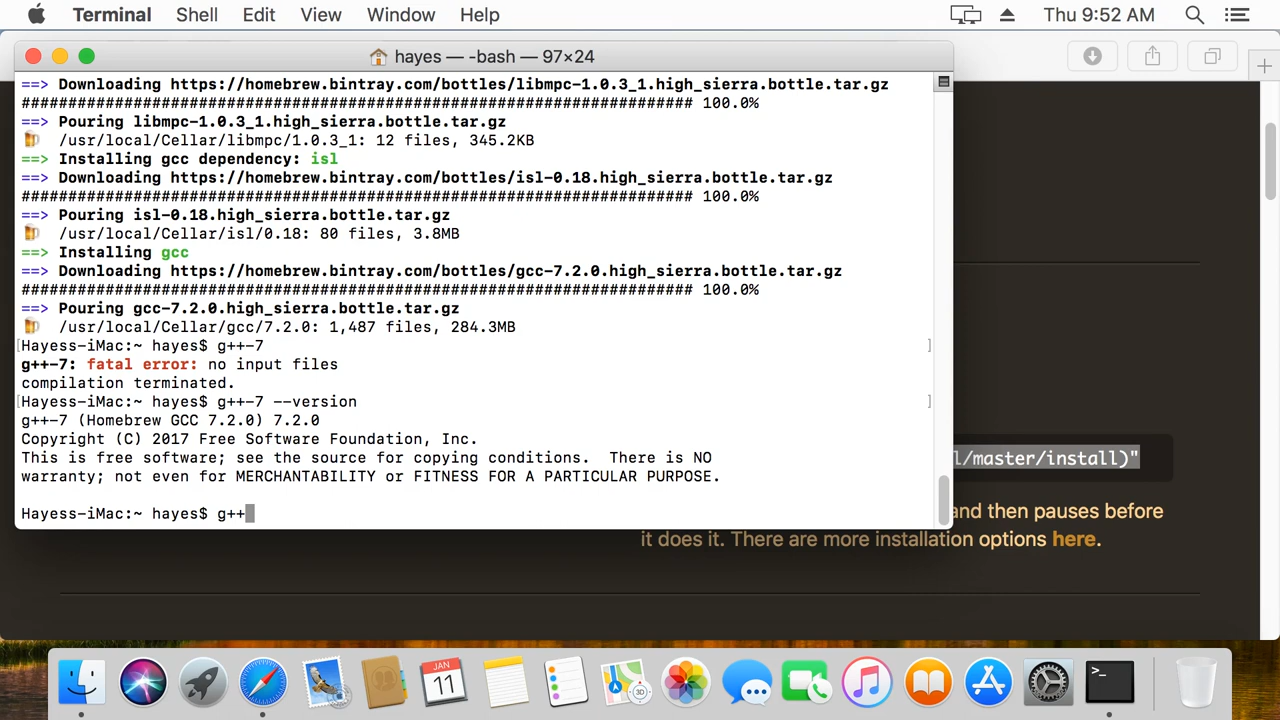 Terminal Shell Edit View Window Help Thu 9:52 AM
hayes — -bash — 97×24
==> Downloading https://homebrew.bintray.com/bottles/libmpc-1.0.3_1.high_sierra.bottle.tar.gz
######################################################################## 100.0%
==> Pouring libmpc-1.0.3_1.high_sierra.bottle.tar.gz
/usr/local/Cellar/libmpc/1.0.3_1: 12 files, 345.2KB
==> Installing gcc dependency: isl
==> Downloading https://homebrew.bintray.com/bottles/isl-0.18.high_sierra.bottle.tar.gz
######################################################################## 100.0%
==> Pouring isl-0.18.high_sierra.bottle.tar.gz
/usr/local/Cellar/isl/0.18: 80 files, 3.8MB
==> Installing gcc
==> Downloading https://homebrew.bintray.com/bottles/gcc-7.2.0.high_sierra.bottle.tar.gz
######################################################################## 100.0%
==> Pouring gcc-7.2.0.high_sierra.bottle.tar.gz
/usr/local/Cellar/gcc/7.2.0: 1,487 files, 284.3MB
[Hayess-iMac:~ hayes$ g++-7 ]
g++-7: fatal error: no input files
compilation terminated.
[Hayess-iMac:~ hayes$ g++-7 --version ]
g++-7 (Homebrew GCC 7.2.0) 7.2.0
Copyright (C) 2017 Free Software Foundation, Inc.
This is free software; see the source for copying conditions.  There is NO
warranty; not even for MERCHANTABILITY or FITNESS FOR A PARTICULAR PURPOSE.
Hayess-iMac:~ hayes$ g++
l/master/install)"
and then pauses before
it does it. There are more installation options here.
JAN
11
3D
>_